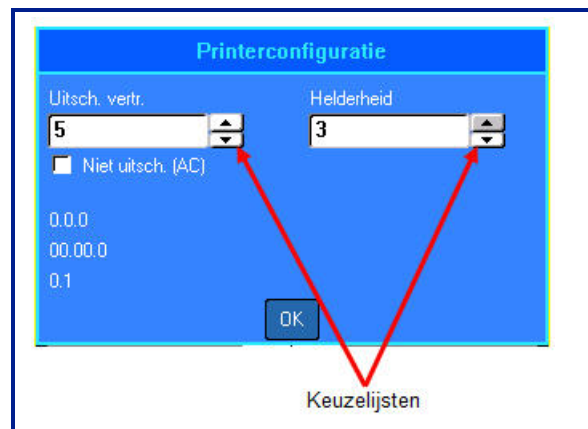 Printerconfiguratie
Uitsch. vertr. Helderheid
5 3
Niet uitsch. (AC)
0.0.0
00.00.0
0.1
OK
Keuzelijsten